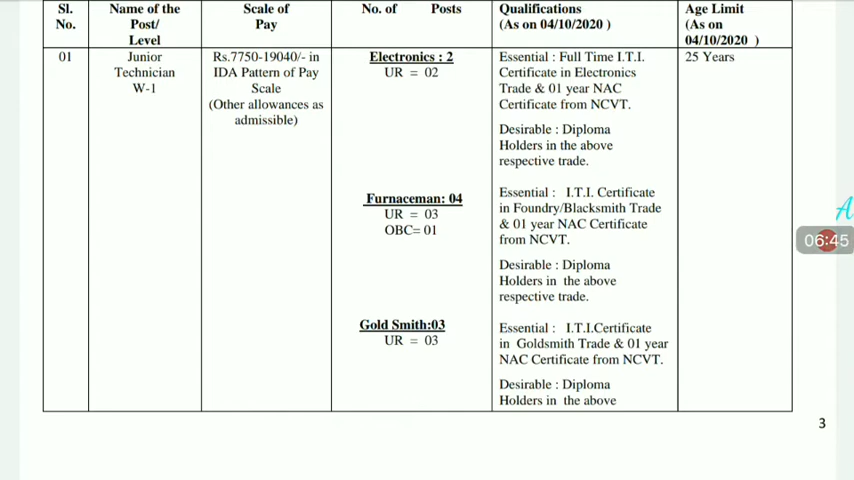 Sl. No.
Name of the Post/ Level
Scale of Pay
No. of Posts
Qualifications (As on 04/10/2020 )
Age Limit (As on 04/10/2020 )
01
Junior
Technician
W-1
Rs.7750-19040/- in
IDA Pattern of Pay
Scale
(Other allowances as
admissible)
Electronics : 2
UR = 02
Essential : Full Time I.T.I.
Certificate in Electronics
Trade & 01 year NAC
Certificate from NCVT.
Desirable : Diploma
Holders in the above
respective trade.
25 Years
Furnaceman: 04
UR = 03
OBC= 01
Essential : I.T.I. Certificate
in Foundry/Blacksmith Trade
& 01 year NAC Certificate
from NCVT.
Desirable : Diploma
Holders in the above
respective trade.
Gold Smith:03
UR = 03
Essential : I.T.I.Certificate
in Goldsmith Trade & 01 year
NAC Certificate from NCVT.
Desirable : Diploma
Holders in the above
A
06:45
3